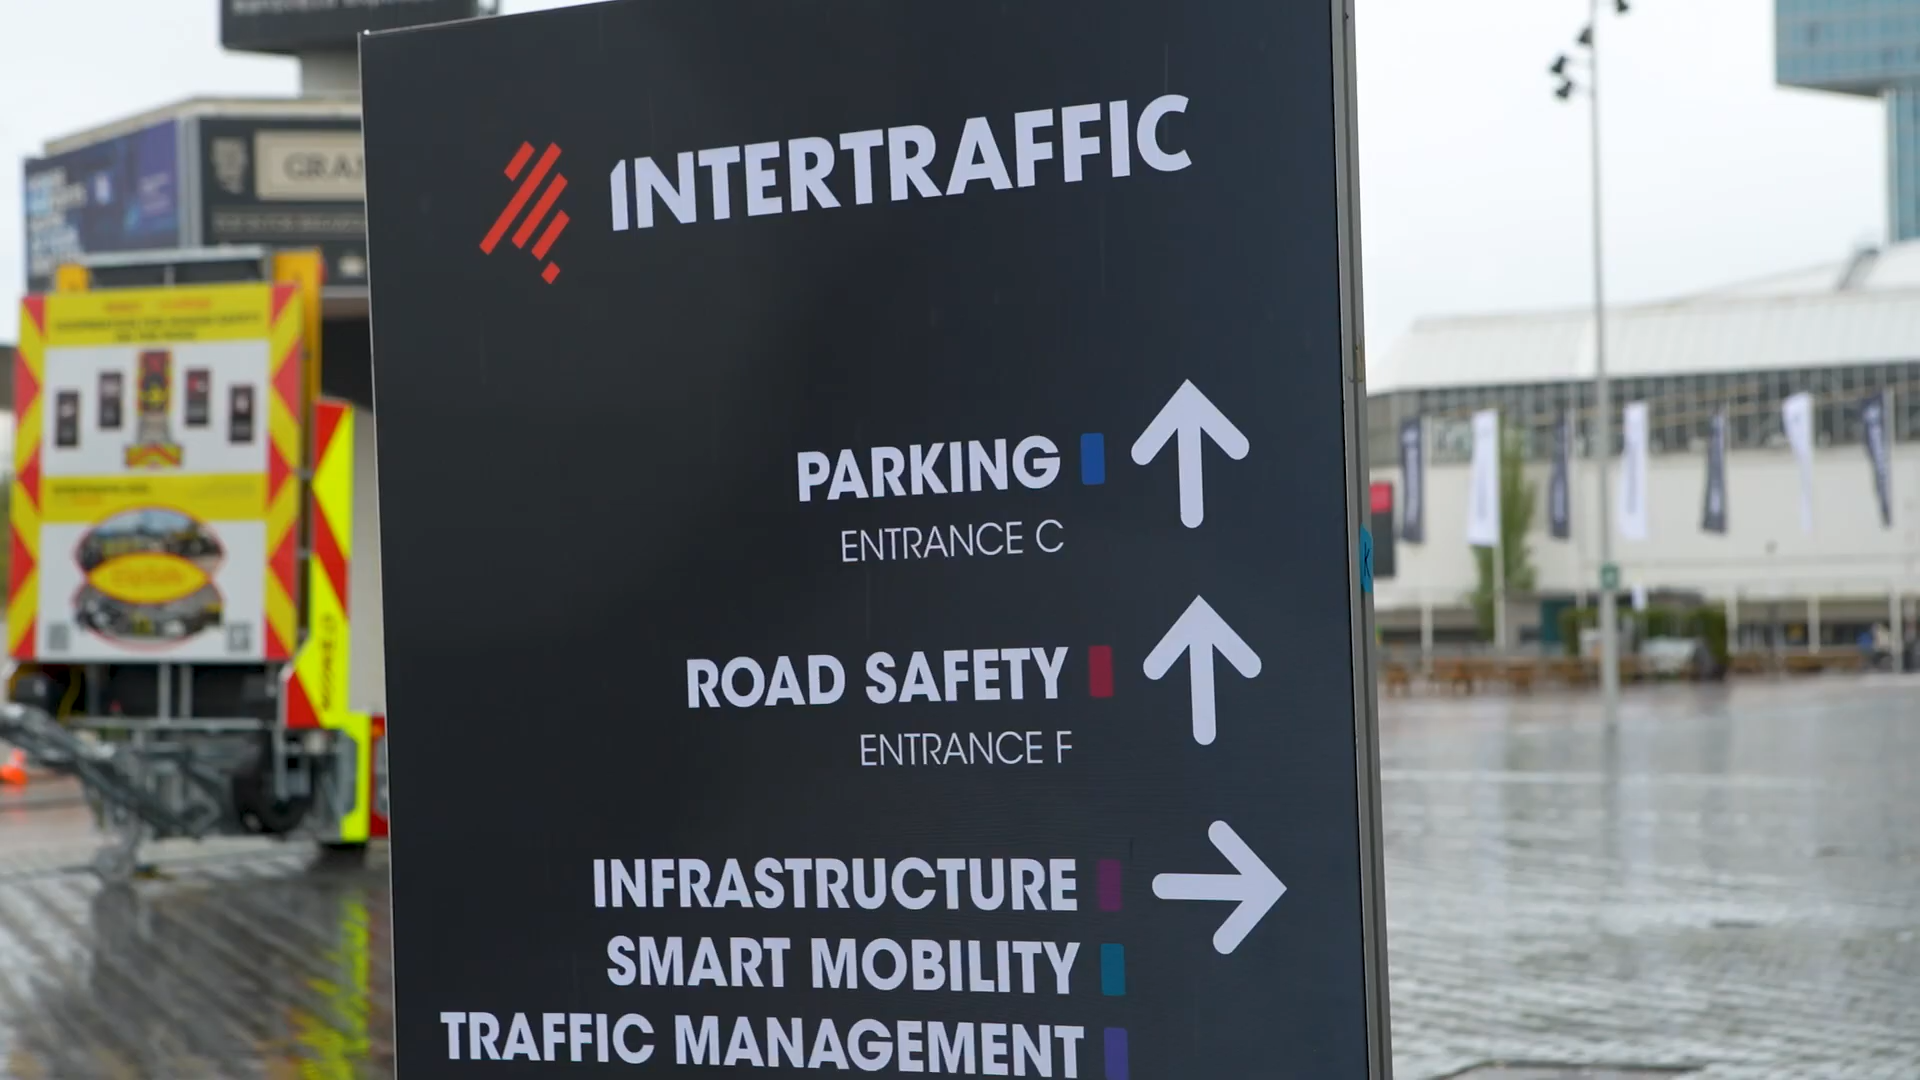 INTERTRAFFIC
PARKING
ENTRANCE C
ROAD SAFETY
ENTRANCE F
INFRASTRUCTURE
SMART MOBILITY
TRAFFIC MANAGEMENT
K